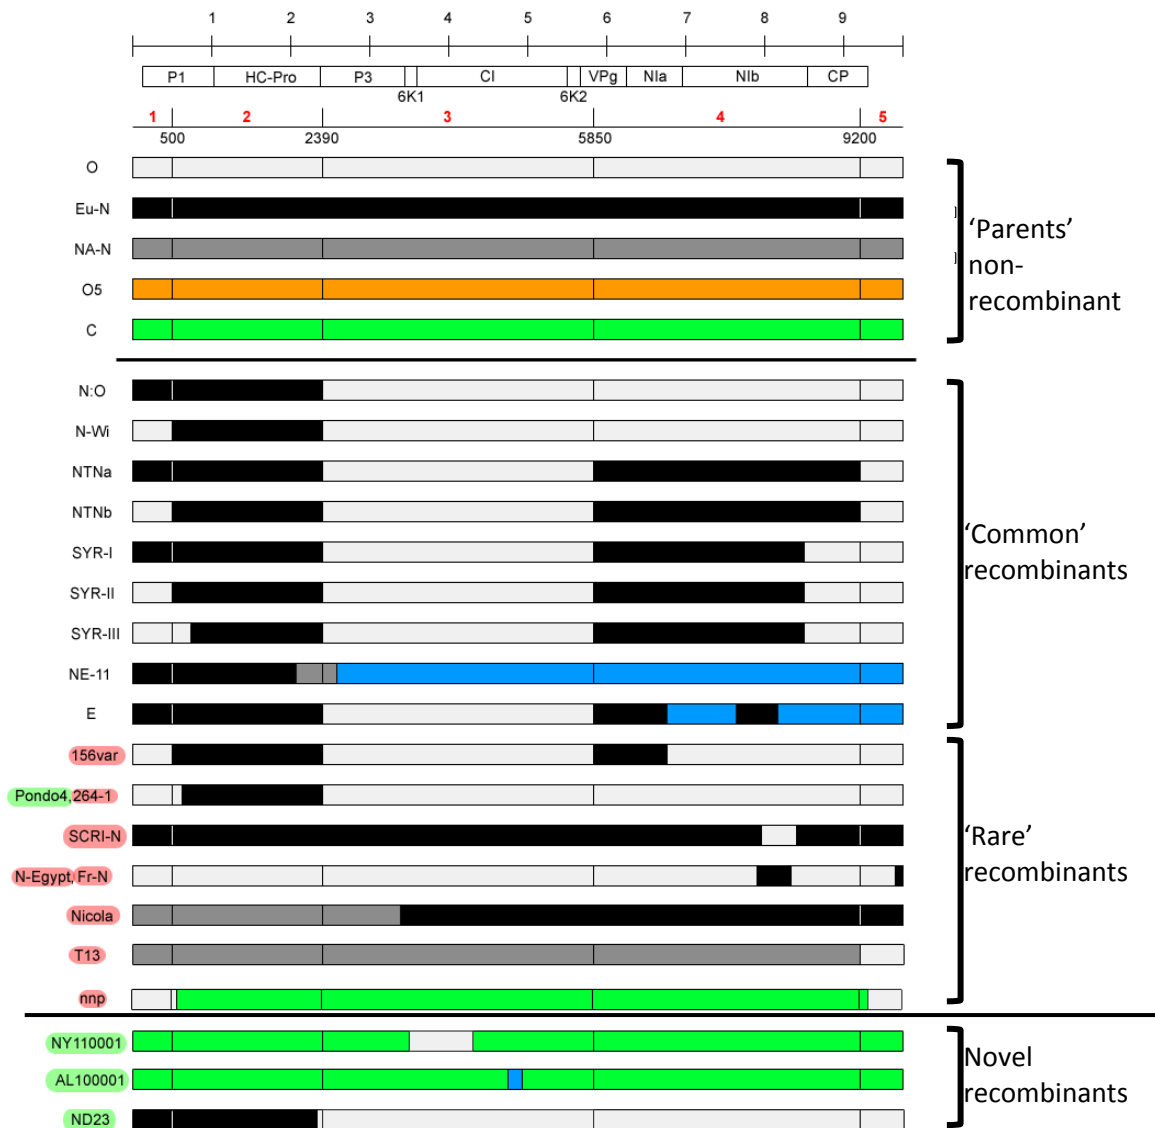 1 2 3 4 5 6 7 8 9
P1 HC-Pro P3 CI VPg NIa NIb CP
6K1 6K2
1 2 3 4 5
500 2390 5850 9200
O
Eu-N
NA-N
O5
C
‘Parents’
non-
recombinant
N:O
N-Wi
NTNa
NTNb
SYR-I
SYR-II
SYR-III
NE-11
E
‘Common’
recombinants
156var
Pondo4,264-1
SCRI-N
N-Egypt,Fr-N
Nicola
T13
nnp
‘Rare’
recombinants
NY110001
AL100001
ND23
Novel
recombinants